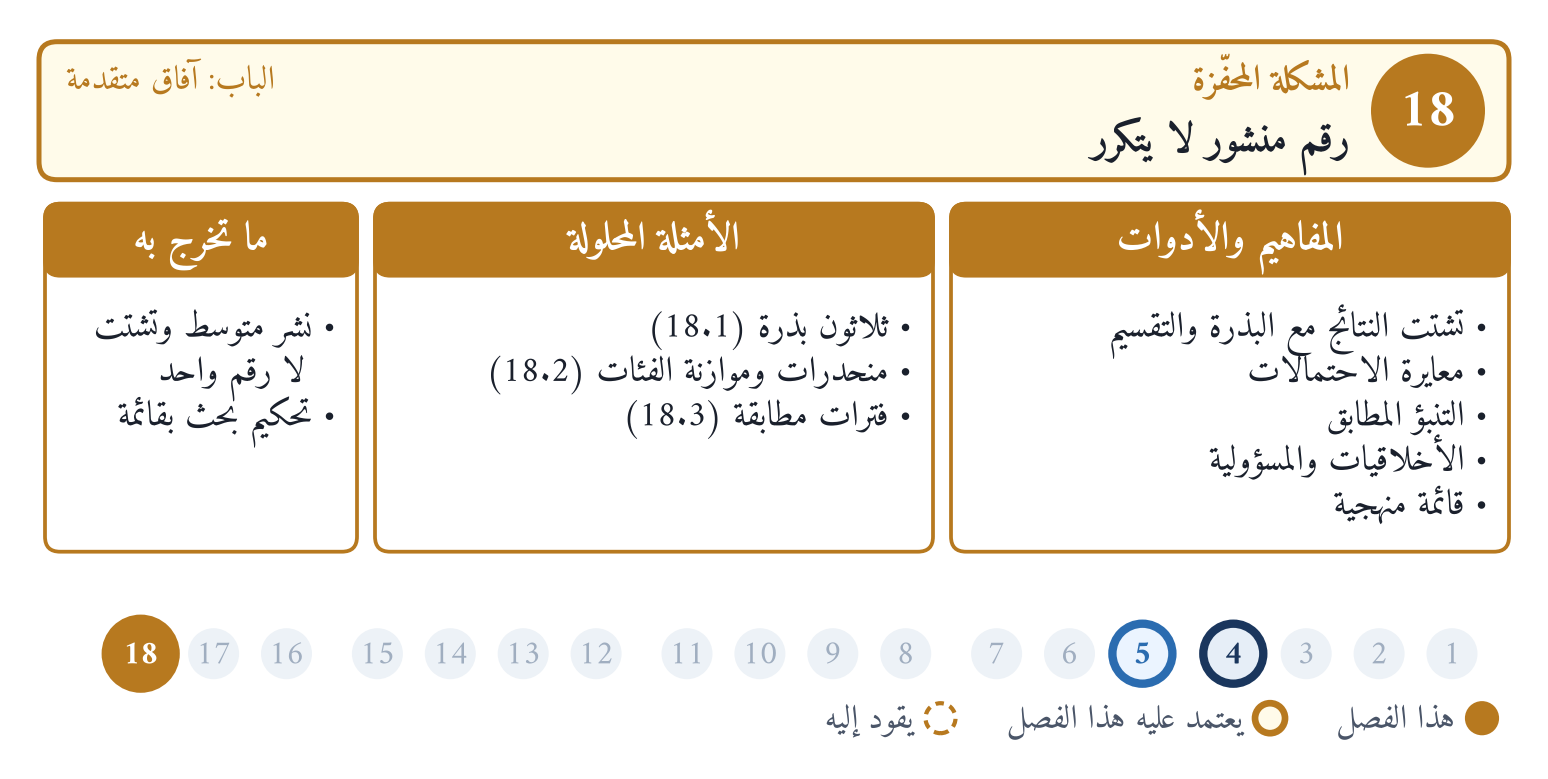 18
المشكلة المحفّزة
الباب: آفاق متقدمة
رقم منشور لا يتكرر
المفاهيم والأدوات
• تشتت النتائج مع البذرة والتقسيم
• معايرة الاحتمالات
• التنبؤ المطابق
• الأخلاقيات والمسؤولية
• قائمة منهجية
الأمثلة المحلولة
• ثلاثون بذرة (18.1)
• منحدرات وموازنة الفئات (18.2)
• فترات مطابقة (18.3)
ما تخرج به
• نشر متوسط وتشتت
لا رقم واحد
• تحكيم بحث بقائمة
1 2 3 4 5 6 7 8 9 10 11 12 13 14 15 16 17 18
هذا الفصل
يعتمد عليه هذا الفصل
يقود إليه